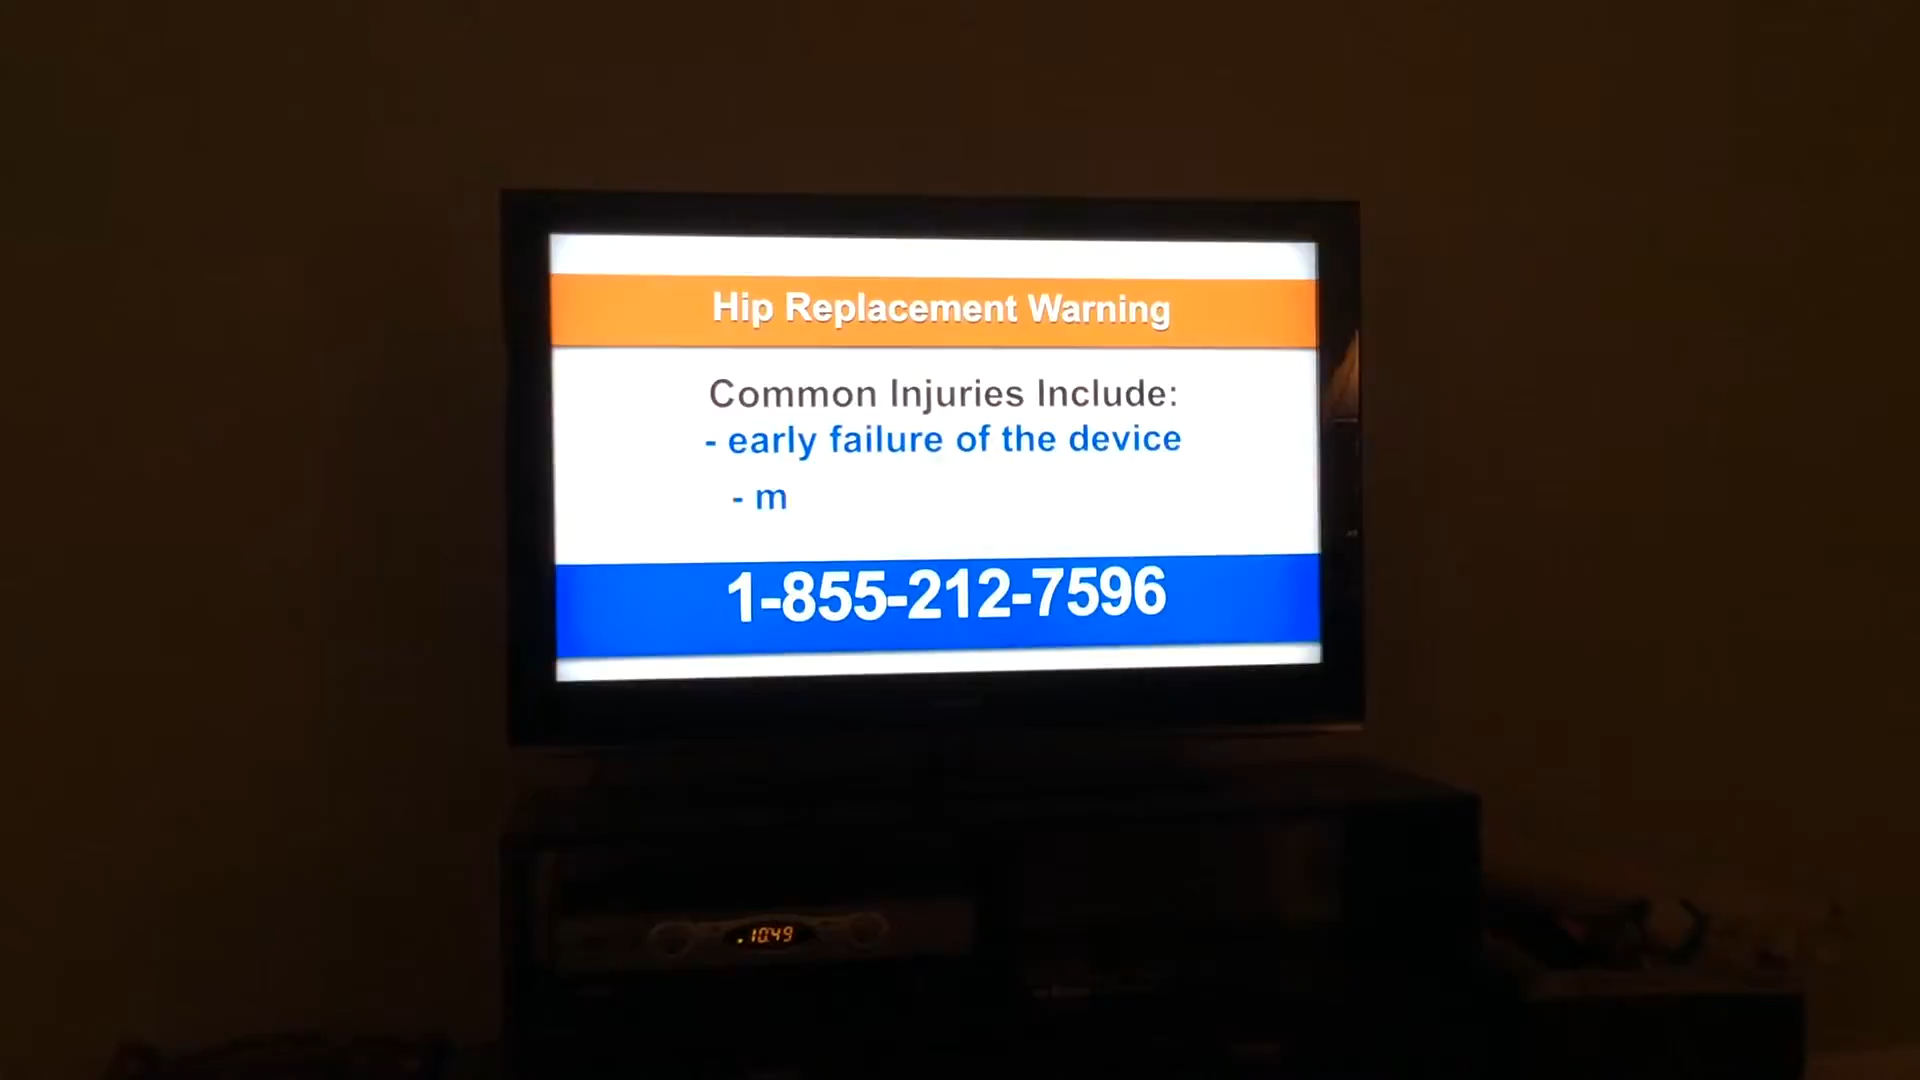 Hip Replacement Warning
Common Injuries Include:
- early failure of the device
- m
1-855-212-7596
10:49